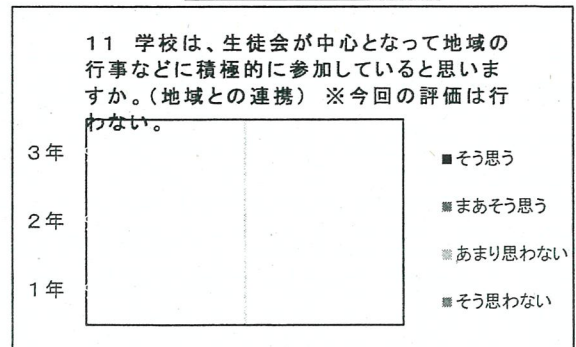 11 学校は、生徒会が中心となって地域の
行事などに積極的に参加していると思いま
すか。(地域との連携) ※今回の評価は行
わない。
3年
2年
1年
■そう思う
■まあそう思う
■あまり思わない
■そう思わない